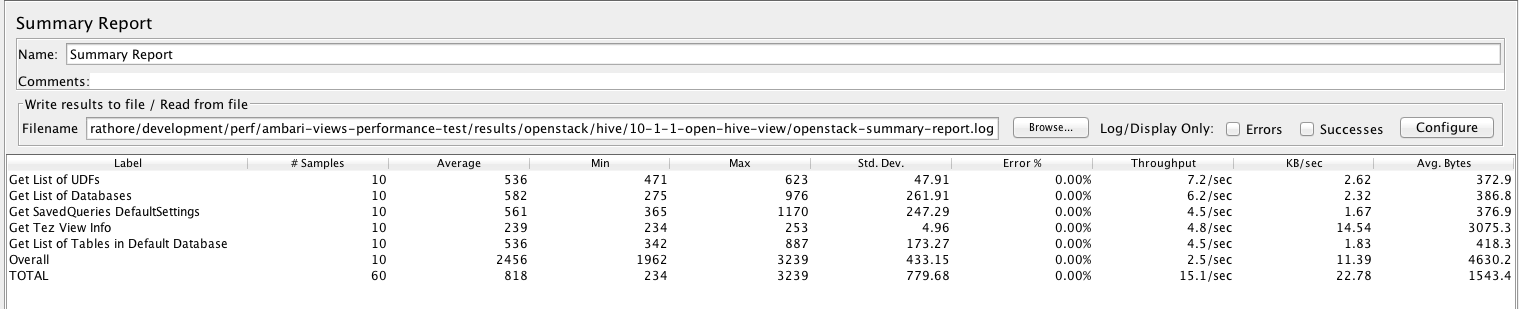 Summary Report
Name: Summary Report
Comments:
Write results to file / Read from file
Filename rathore/development/perf/ambari-views-performance-test/results/openstack/hive/10-1-1-open-hive-view/openstack-summary-report.log Browse... Log/Display Only: Errors Successes Configure
Label # Samples Average Min Max Std. Dev. Error % Throughput KB/sec Avg. Bytes
Get List of UDFs 10 536 471 623 47.91 0.00% 7.2/sec 2.62 372.9
Get List of Databases 10 582 275 976 261.91 0.00% 6.2/sec 2.32 386.8
Get SavedQueries DefaultSettings 10 561 365 1170 247.29 0.00% 4.5/sec 1.67 376.9
Get Tez View Info 10 239 234 253 4.96 0.00% 4.8/sec 14.54 3075.3
Get List of Tables in Default Database 10 536 342 887 173.27 0.00% 4.5/sec 1.83 418.3
Overall 10 2456 1962 3239 433.15 0.00% 2.5/sec 11.39 4630.2
TOTAL 60 818 234 3239 779.68 0.00% 15.1/sec 22.78 1543.4